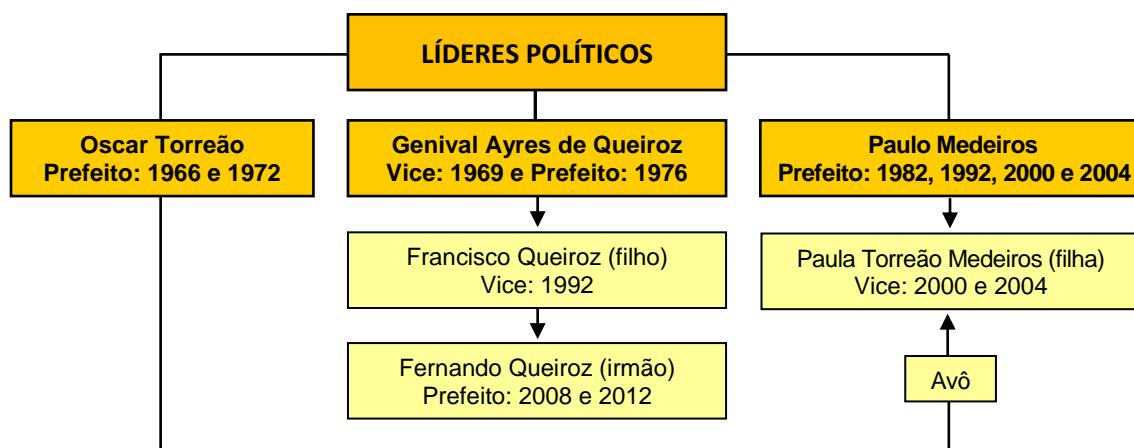 LÍDERES POLÍTICOS
Oscar Torreão
Prefeito: 1966 e 1972
Genival Ayres de Queiroz
Vice: 1969 e Prefeito: 1976
Paulo Medeiros
Prefeito: 1982, 1992, 2000 e 2004
Francisco Queiroz (filho)
Vice: 1992
Paula Torreão Medeiros (filha)
Vice: 2000 e 2004
Fernando Queiroz (irmão)
Prefeito: 2008 e 2012
Avô